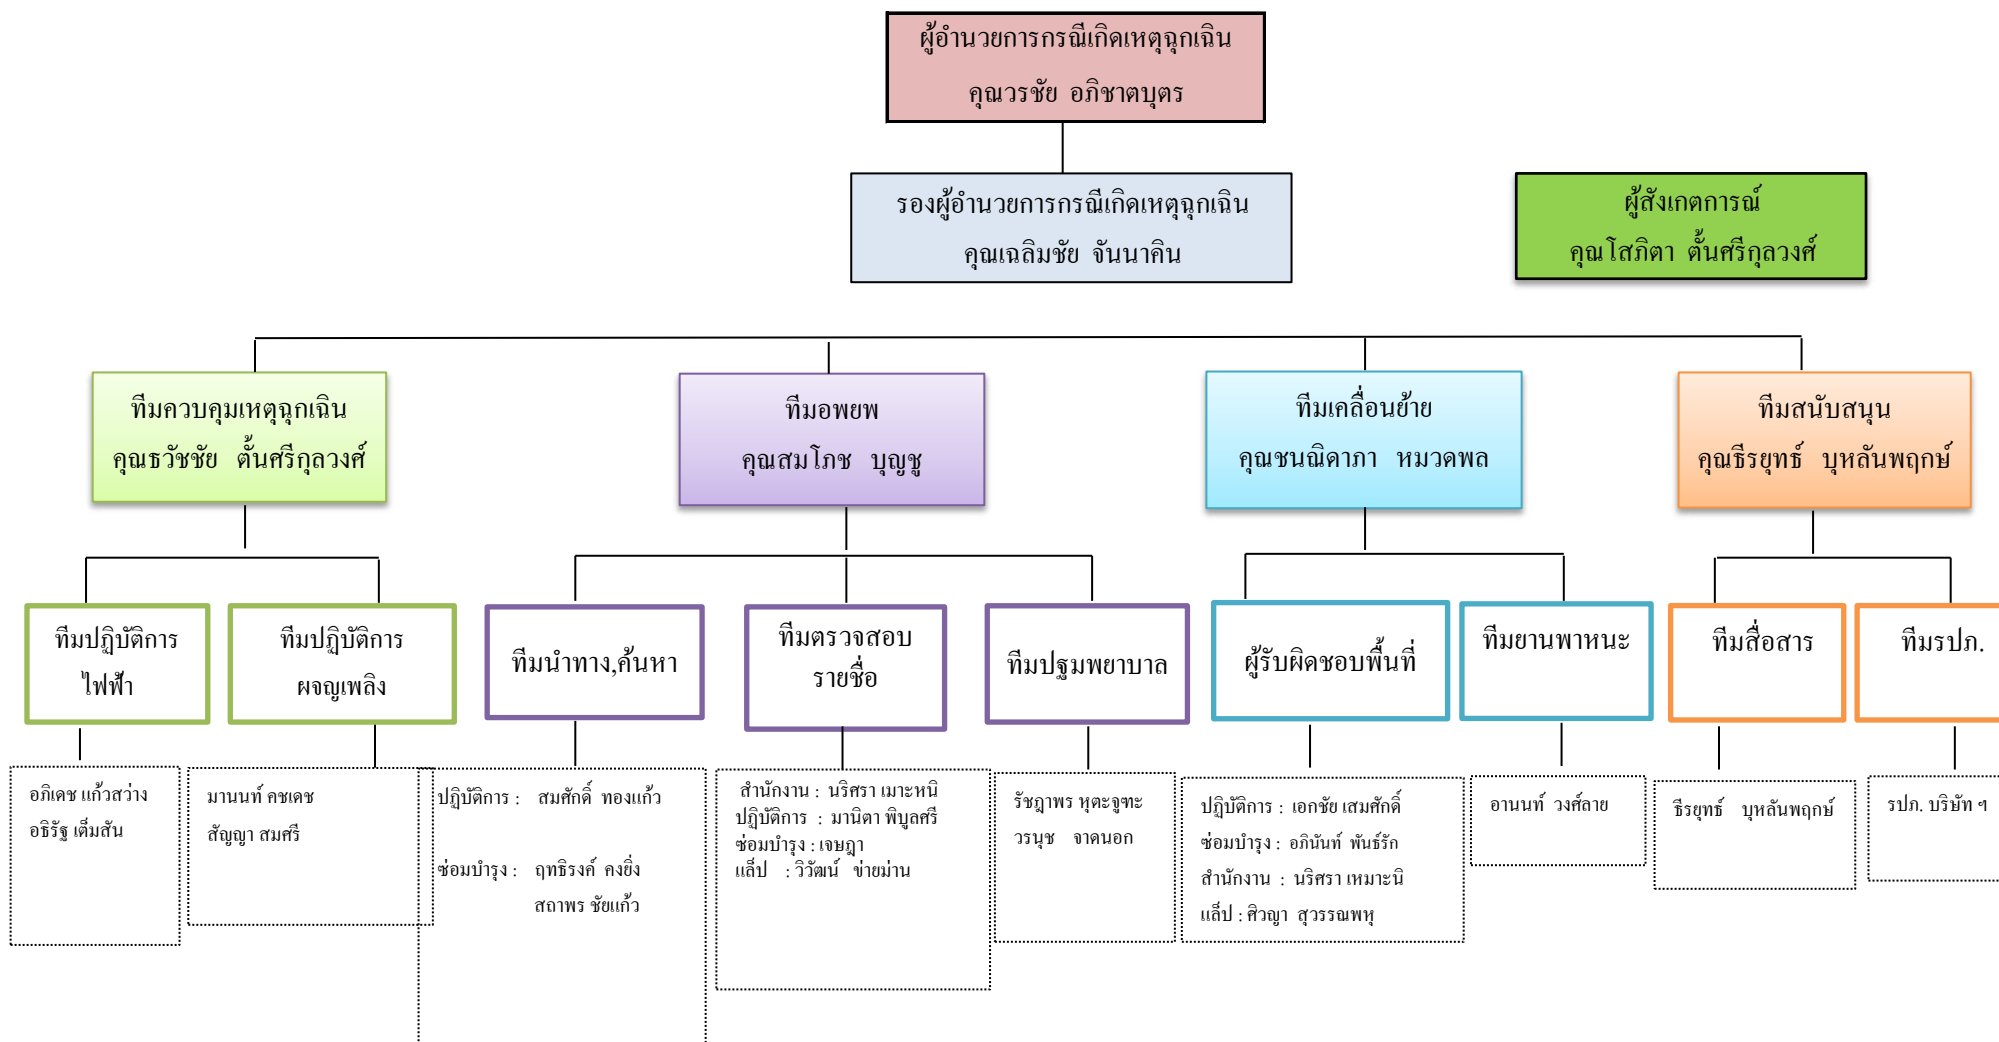 ผู้อำนวยการกรณีเกิดเหตุฉุกเฉิน
คุณวรชัย อภิชาตบุตร
รองผู้อำนวยการกรณีเกิดเหตุฉุกเฉิน
คุณเฉลิมชัย จันนาคิน
ผู้สังเกตการณ์
คุณโสภิตา ตั้นศรีกุลวงศ์
ทีมควบคุมเหตุฉุกเฉิน
คุณธวัชชัย ตั้นศรีกุลวงศ์
ทีมอพยพ
คุณสมโภช บุญชู
ทีมเคลื่อนย้าย
คุณชนณิดาภา หมวดพล
ทีมสนับสนุน
คุณธีรยุทธ์ บุหลันพฤกษ์
ทีมปฏิบัติการ
ไฟฟ้า
ทีมปฏิบัติการ
ผจญเพลิง
ทีมนำทาง,ค้นหา
ทีมตรวจสอบ
รายชื่อ
ทีมปฐมพยาบาล
ผู้รับผิดชอบพื้นที่
ทีมยานพาหนะ
ทีมสื่อสาร
ทีมรปภ.
อภิเดช แก้วสว่าง
อธิรัฐ เต็มสัน
มานนท์ คชเดช
สัญญา สมศรี
ปฏิบัติการ : สมศักดิ์ ทองแก้ว
ซ่อมบำรุง : ฤทธิรงค์ คงยิ่ง
สถาพร ชัยแก้ว
สำนักงาน : นริศรา เมาะหนิ
ปฏิบัติการ : มานิตา พิบูลศรี
ซ่อมบำรุง : เจษฎา
แล็ป : วิวัฒน์ ข่ายม่าน
รัชฎาพร หุตะจูฑะ
วรนุช จาตนอก
ปฏิบัติการ : เอกชัย เสมศักดิ์
ซ่อมบำรุง : อภินันท์ พันธ์รัก
สำนักงาน : นริศรา เหมาะนิ
แล็ป : ศิวญา สุวรรณพหุ
อานนท์ วงศ์ลาย
ธีรยุทธ์ บุหลันพฤกษ์
รปภ. บริษัท ฯ